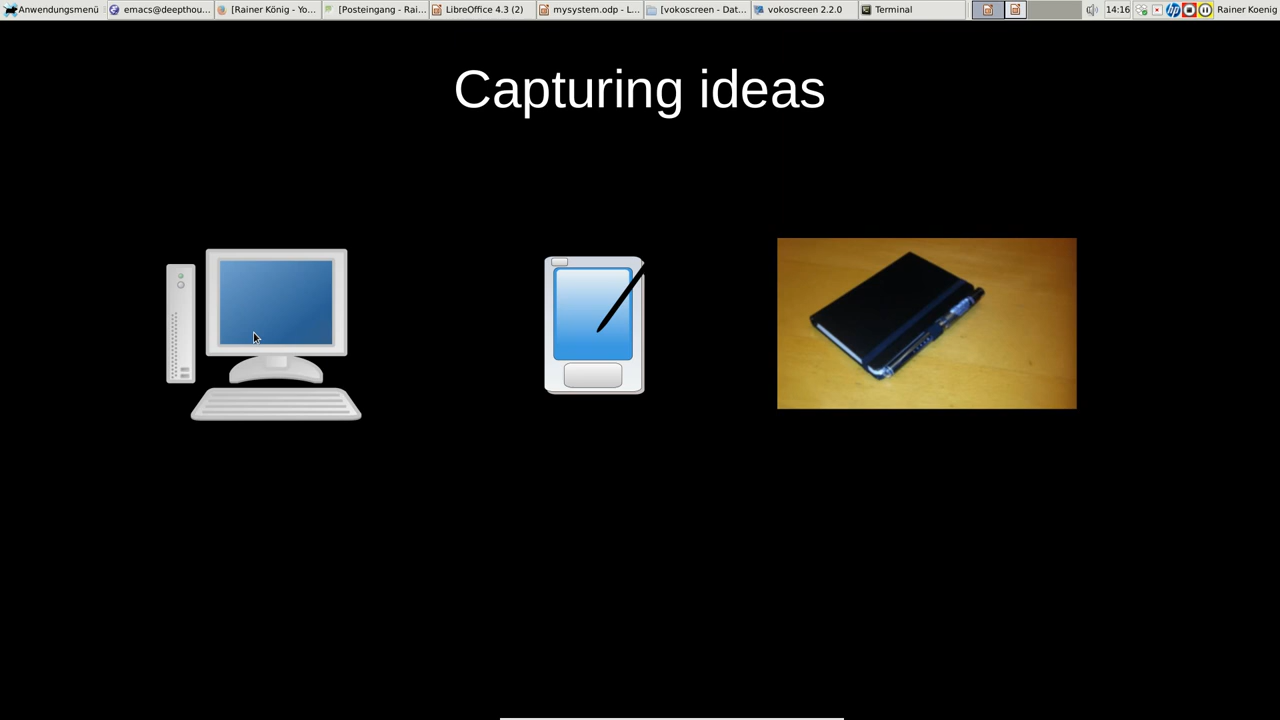 Anwendungsmenü
emacs@deepthou...
[Rainer König - Yo...
[Posteingang - Rai...
LibreOffice 4.3 (2)
mysystem.odp - L...
[vokoscreen - Dat...
vokoscreen 2.2.0
Terminal
14:16
hp
Rainer Koenig
Capturing ideas